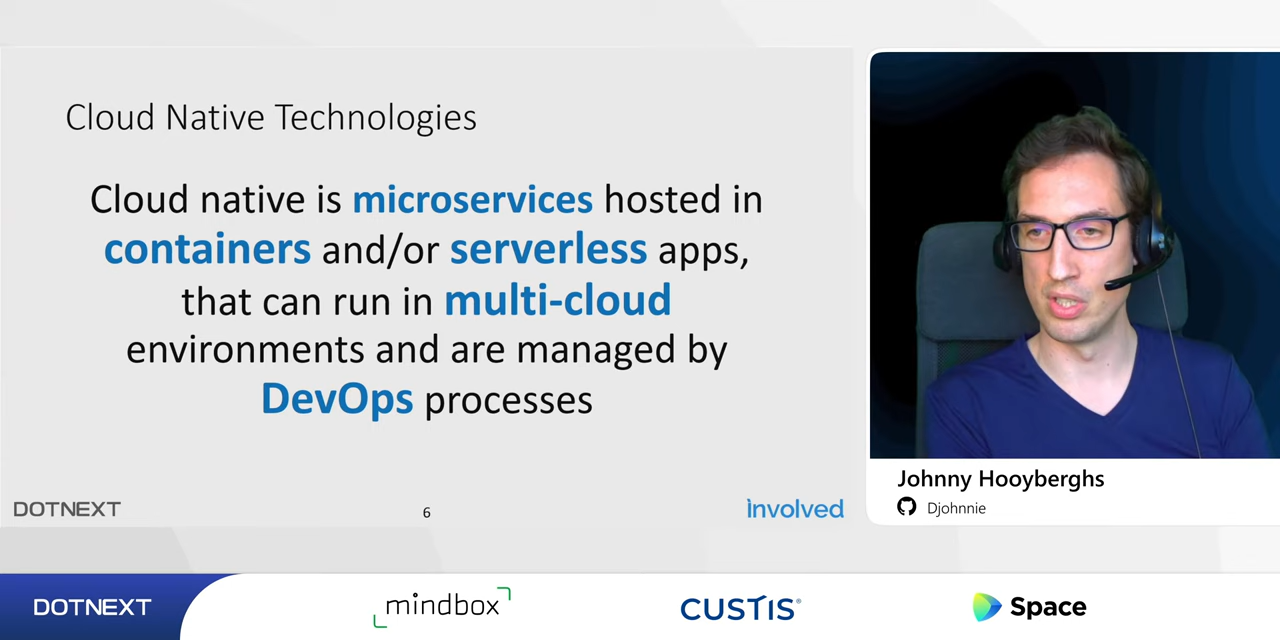 Cloud Native Technologies
Cloud native is microservices hosted in
containers and/or serverless apps,
that can run in multi-cloud
environments and are managed by
DevOps processes
DOTNEXT
6
involved
Johnny Hooyberghs
Djohnnie
DOTNEXT
mindbox
CUSTIS®
Space